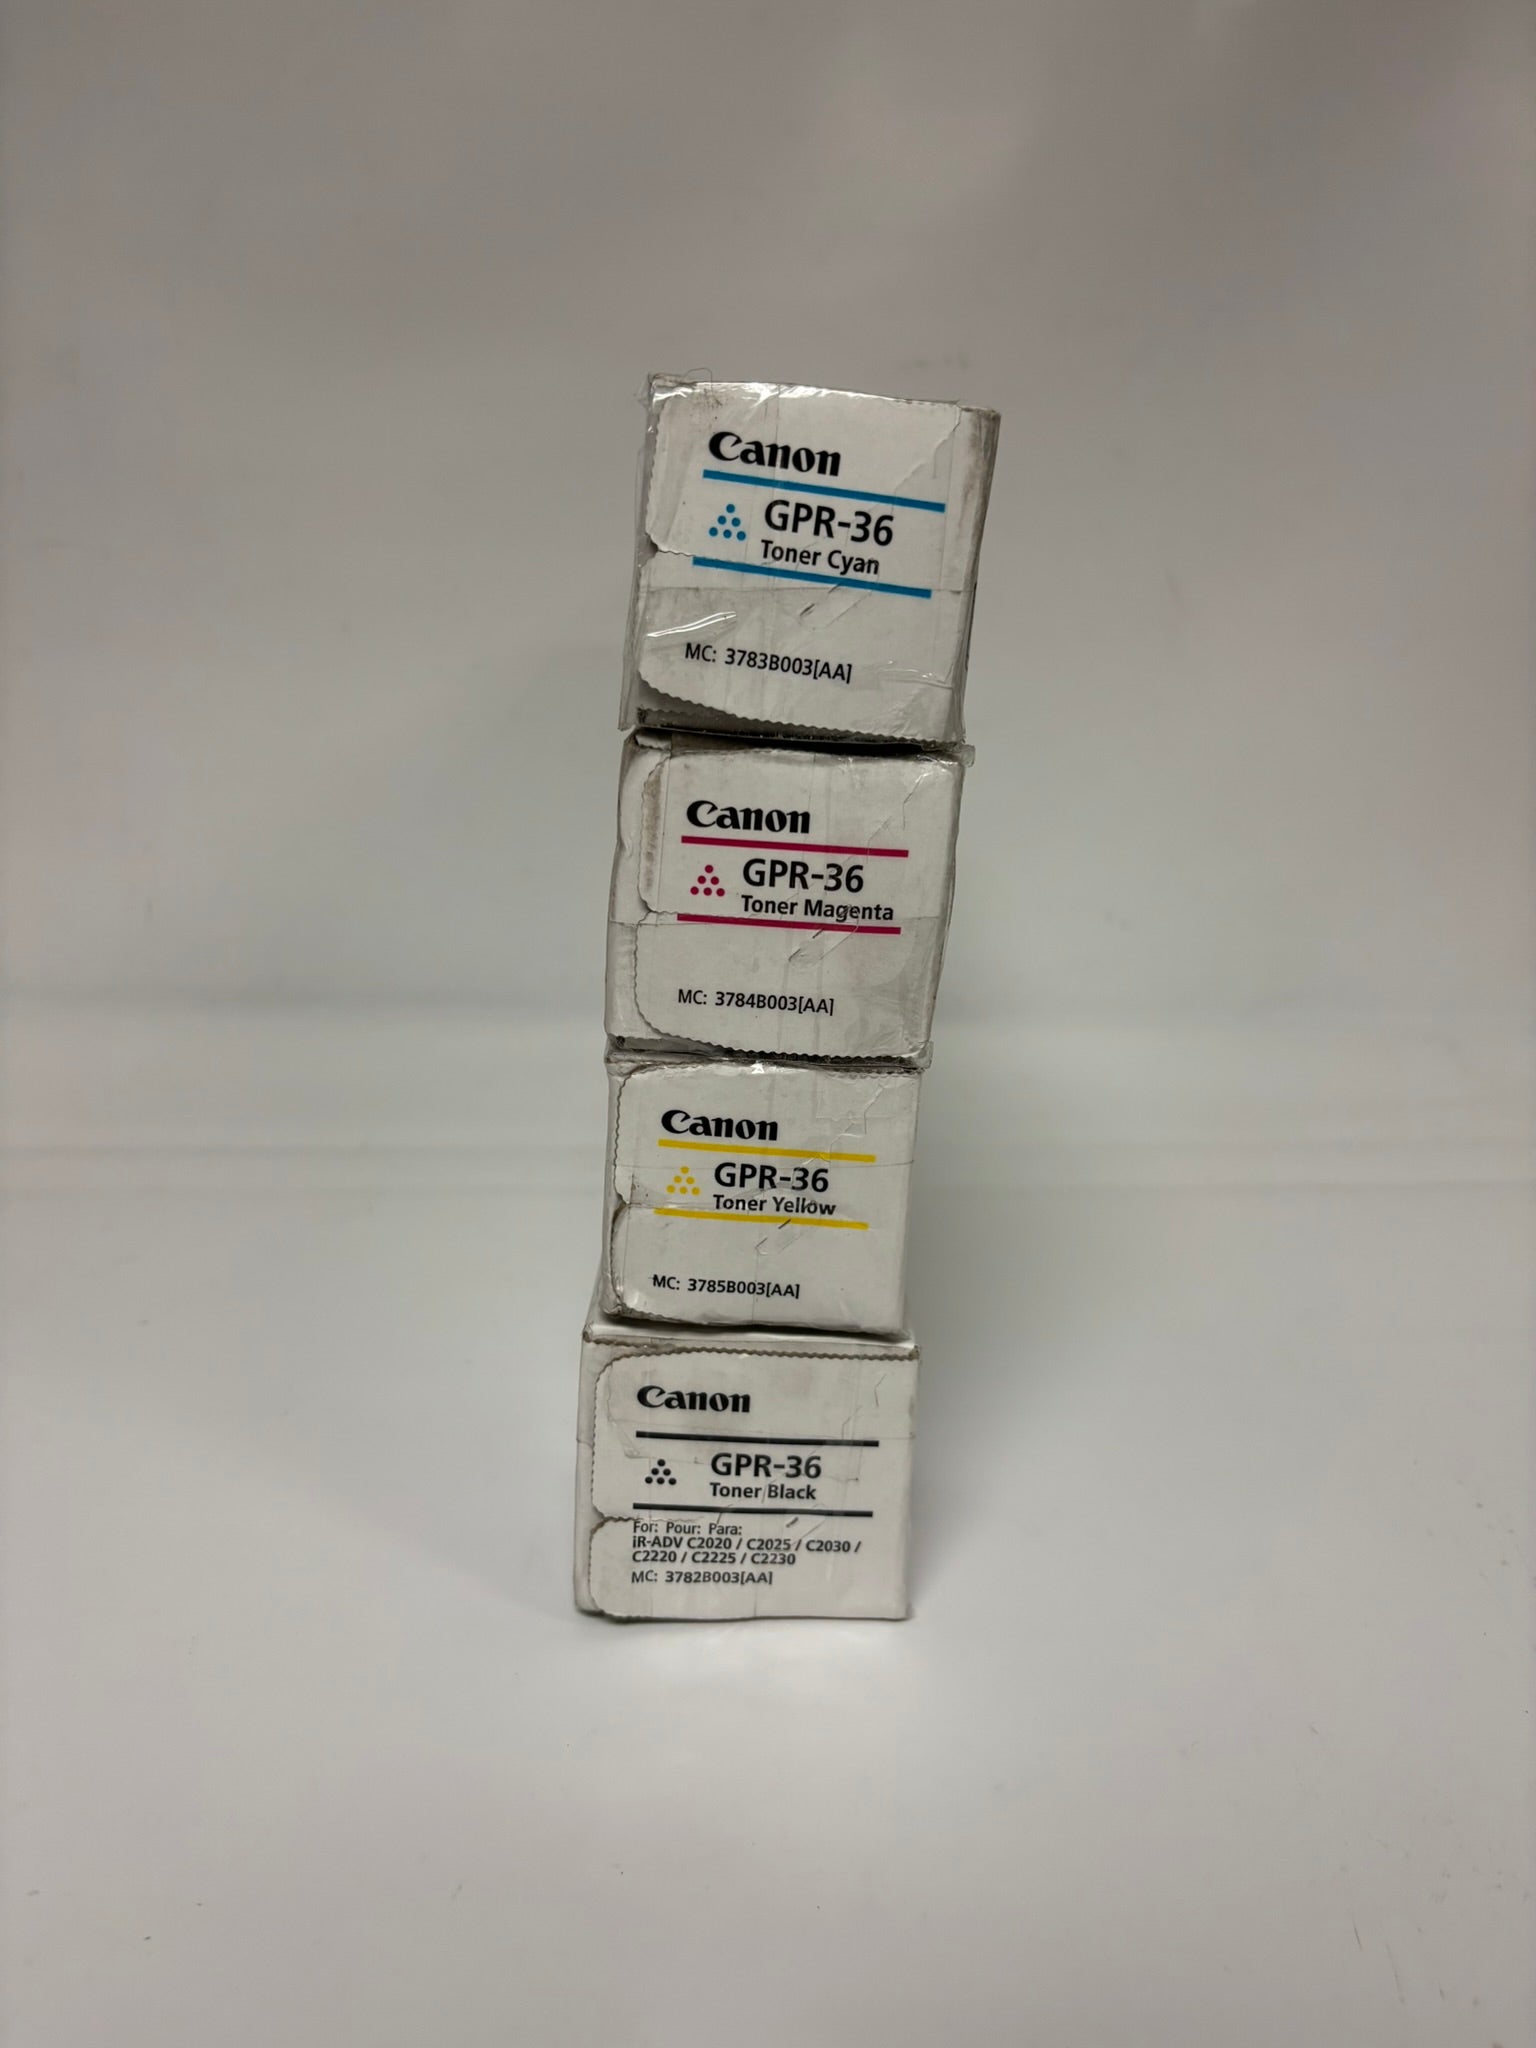 Canon
GPR-36
Toner Cyan
MC: 3783B003[AA]
Canon
GPR-36
Toner Magenta
MC: 3784B003[AA]
Canon
GPR-36
Toner Yellow
MC: 3785B003[AA]
Canon
GPR-36
Toner Black
For: Pour: Para:
iR-ADV C2020 / C2025 / C2030 /
C2220 / C2225 / C2230
MC: 3782B003[AA]